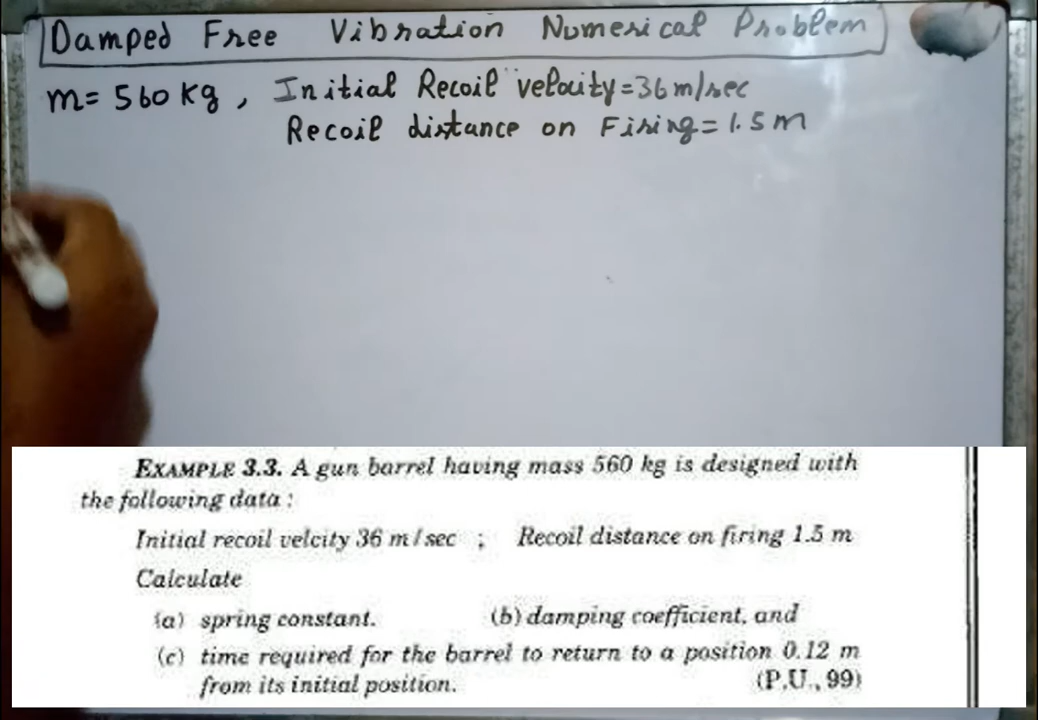 Damped Free Vibration Numerical Problem
m= 560 kg, Initial Recoil velocity=36m/sec
Recoil distance on Firing=1.5m
EXAMPLE 3.3. A gun barrel having mass 560 kg is designed with
the following data :
Initial recoil velcity 36 m/sec ; Recoil distance on firing 1.5 m
Calculate
(a) spring constant. (b) damping coefficient, and
(c) time required for the barrel to return to a position 0.12 m
from its initial position. (P.U., 99)